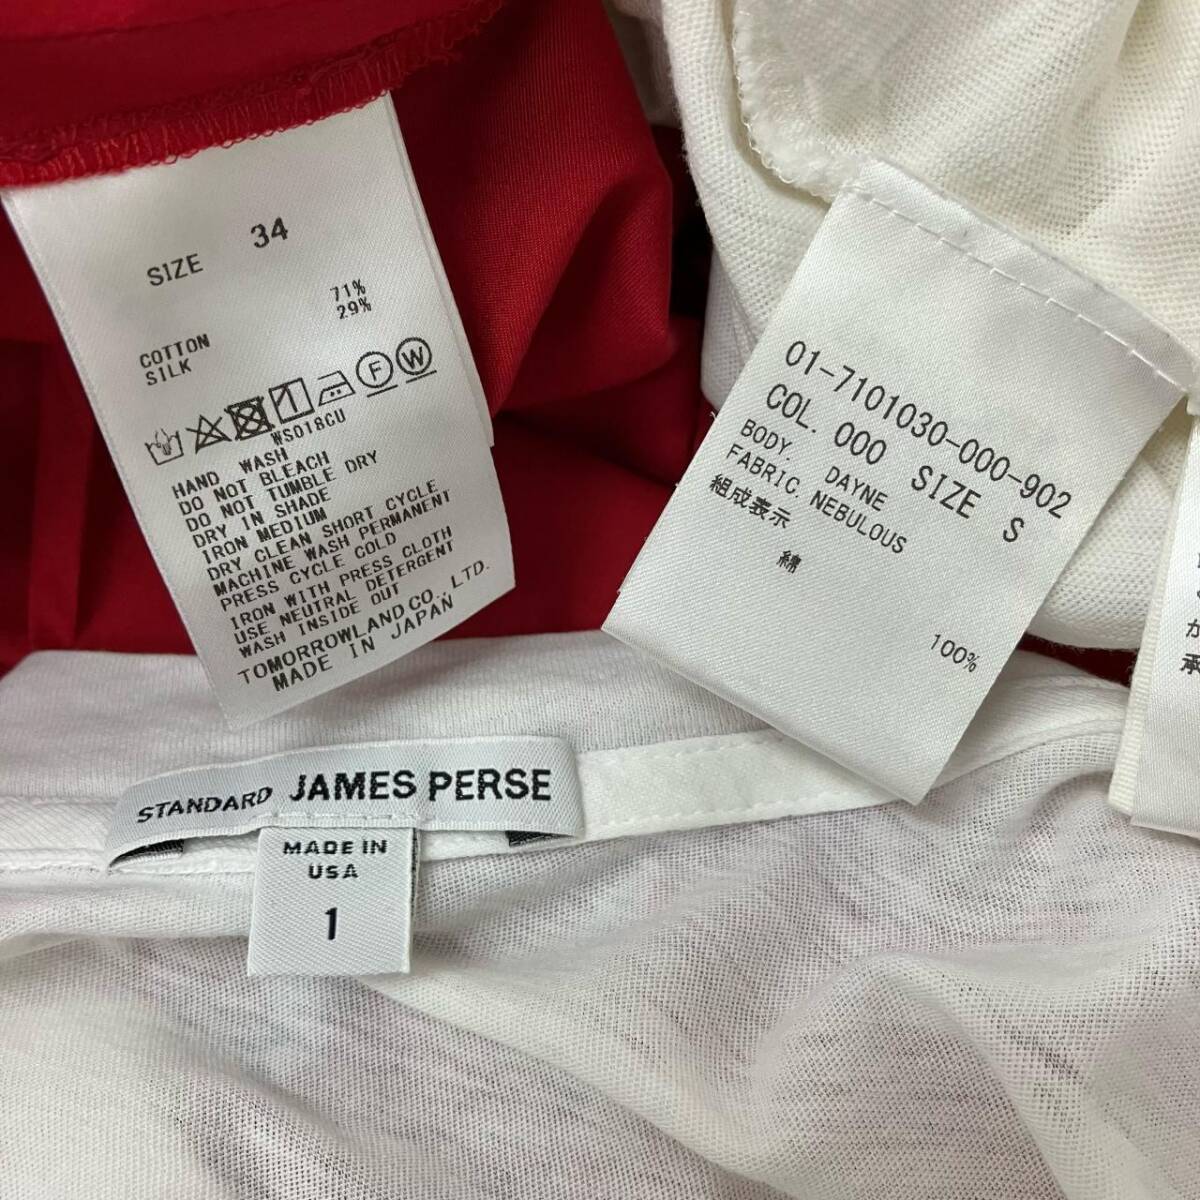 SIZE 34
COTTON 71%
SILK 29%
WS018CU
HAND WASH
DO NOT BLEACH
DO NOT TUMBLE DRY
DRY IN SHADE
IRON MEDIUM
DRY CLEAN SHORT CYCLE
MACHINE WASH PERMANENT
PRESS CYCLE COLD
IRON WITH PRESS CLOTH
USE NEUTRAL DETERGENT
WASH INSIDE OUT
TOMORROWLAND CO., LTD.
MADE IN JAPAN
F
W
01-7101030-000-902
COL. 000 SIZE S
BODY. DAYNE
FABRIC. NEBULOUS
組成表示
綿 100%
STANDARD JAMES PERSE
MADE IN
USA
1
か
承